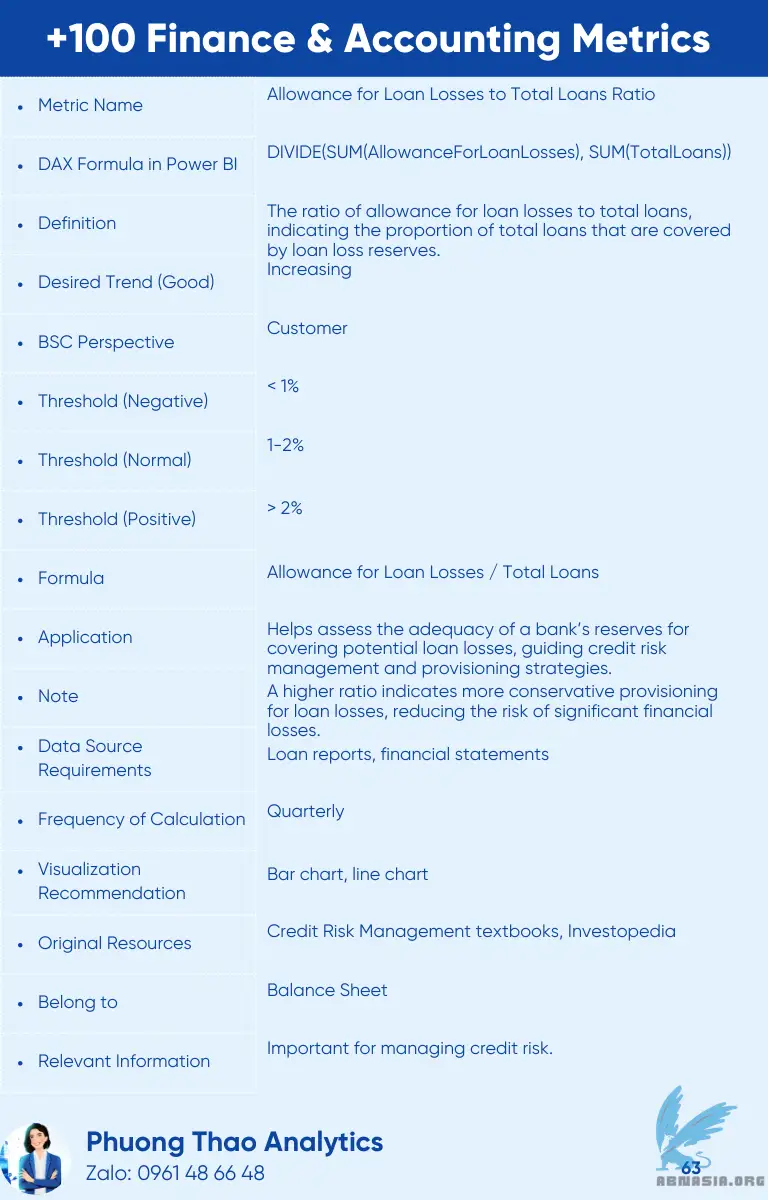 +100 Finance & Accounting Metrics
• Metric Name
Allowance for Loan Losses to Total Loans Ratio
• DAX Formula in Power BI
DIVIDE(SUM(AllowanceForLoanLosses), SUM(TotalLoans))
• Definition
The ratio of allowance for loan losses to total loans,
indicating the proportion of total loans that are covered
by loan loss reserves.
• Desired Trend (Good)
Increasing
• BSC Perspective
Customer
• Threshold (Negative)
< 1%
• Threshold (Normal)
1-2%
• Threshold (Positive)
> 2%
• Formula
Allowance for Loan Losses / Total Loans
• Application
Helps assess the adequacy of a bank's reserves for
covering potential loan losses, guiding credit risk
management and provisioning strategies.
• Note
A higher ratio indicates more conservative provisioning
for loan losses, reducing the risk of significant financial
losses.
• Data Source
Requirements
Loan reports, financial statements
• Frequency of Calculation
Quarterly
• Visualization
Recommendation
Bar chart, line chart
• Original Resources
Credit Risk Management textbooks, Investopedia
• Belong to
Balance Sheet
• Relevant Information
Important for managing credit risk.
Phuong Thao Analytics
Zalo: 0961 48 66 48
63
ABNASIA.ORG